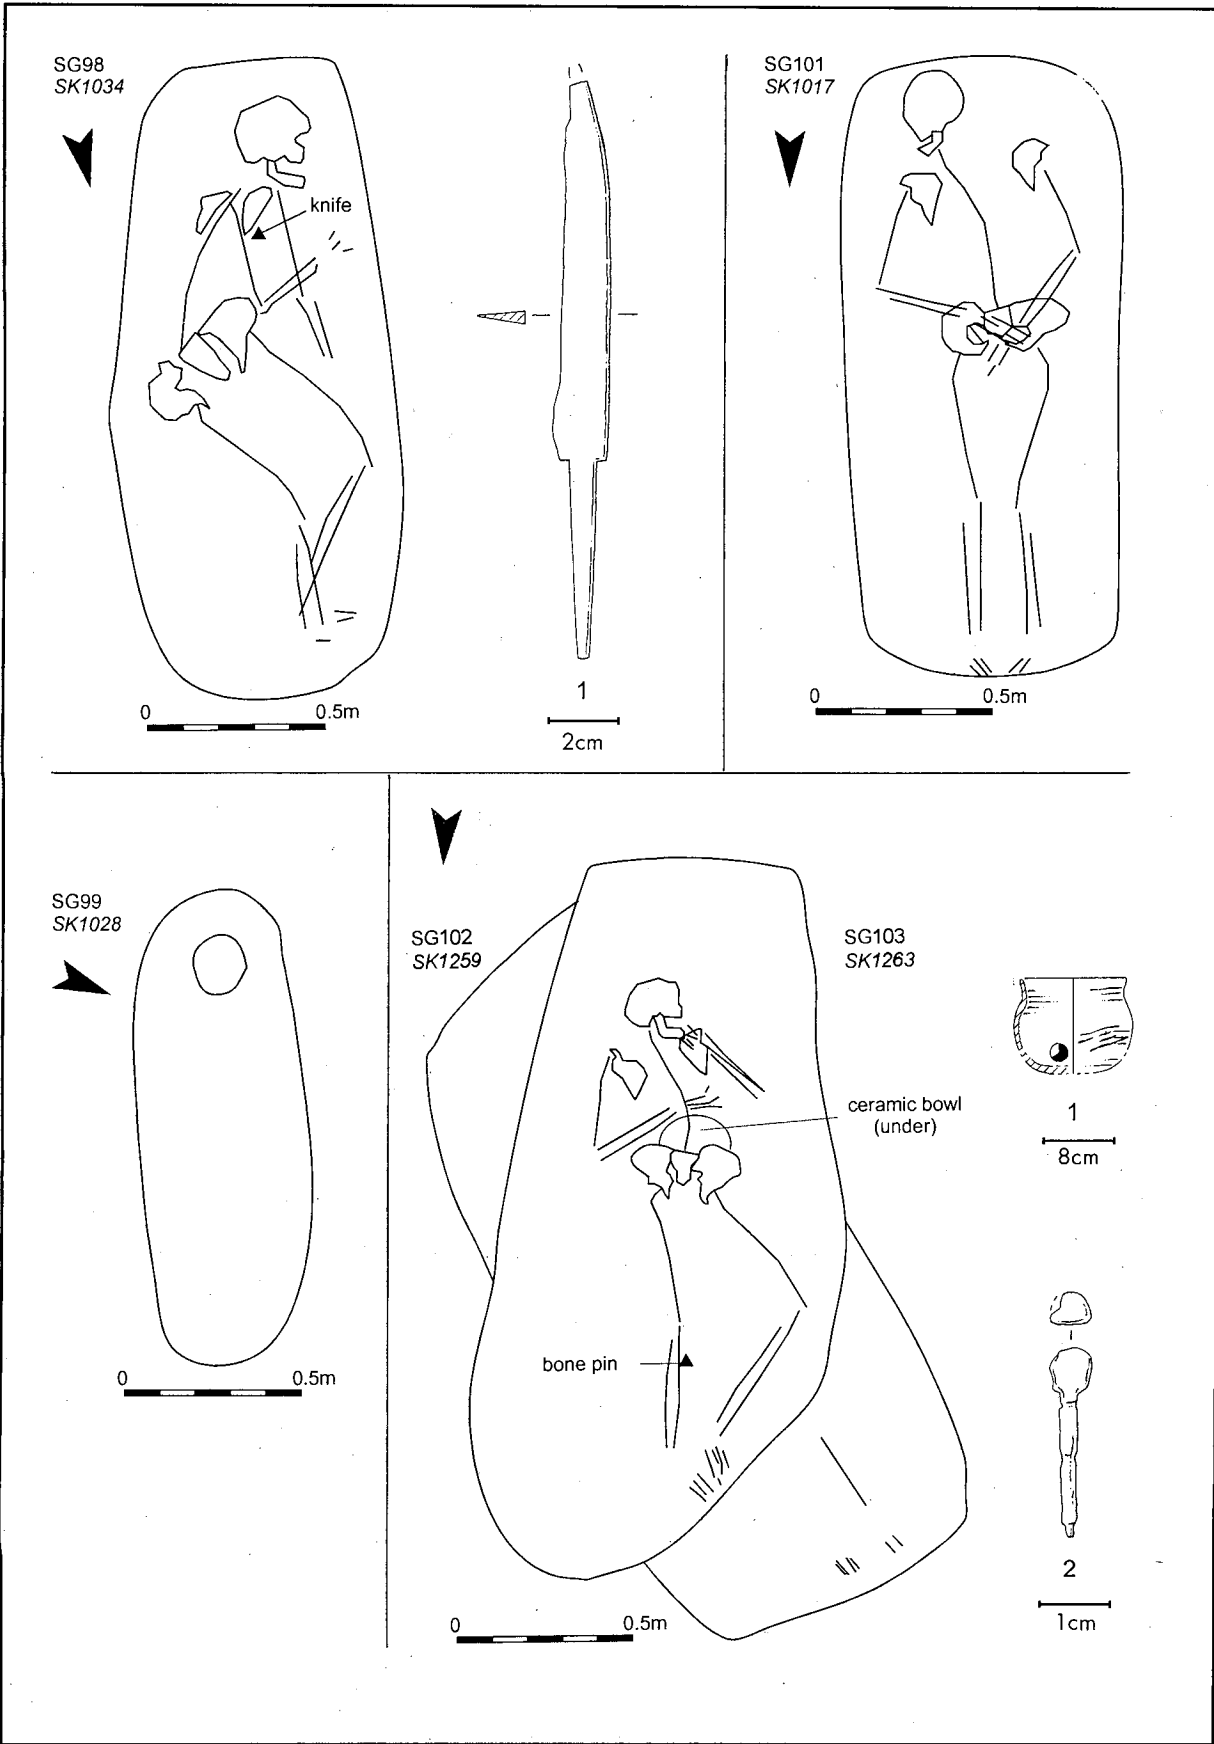 SG98
SK1034
knife
0 0.5m
1
2cm
SG101
SK1017
0 0.5m
SG99
SK1028
0 0.5m
SG102
SK1259
SG103
SK1263
ceramic bowl
(under)
bone pin
0 0.5m
1
8cm
2
1cm